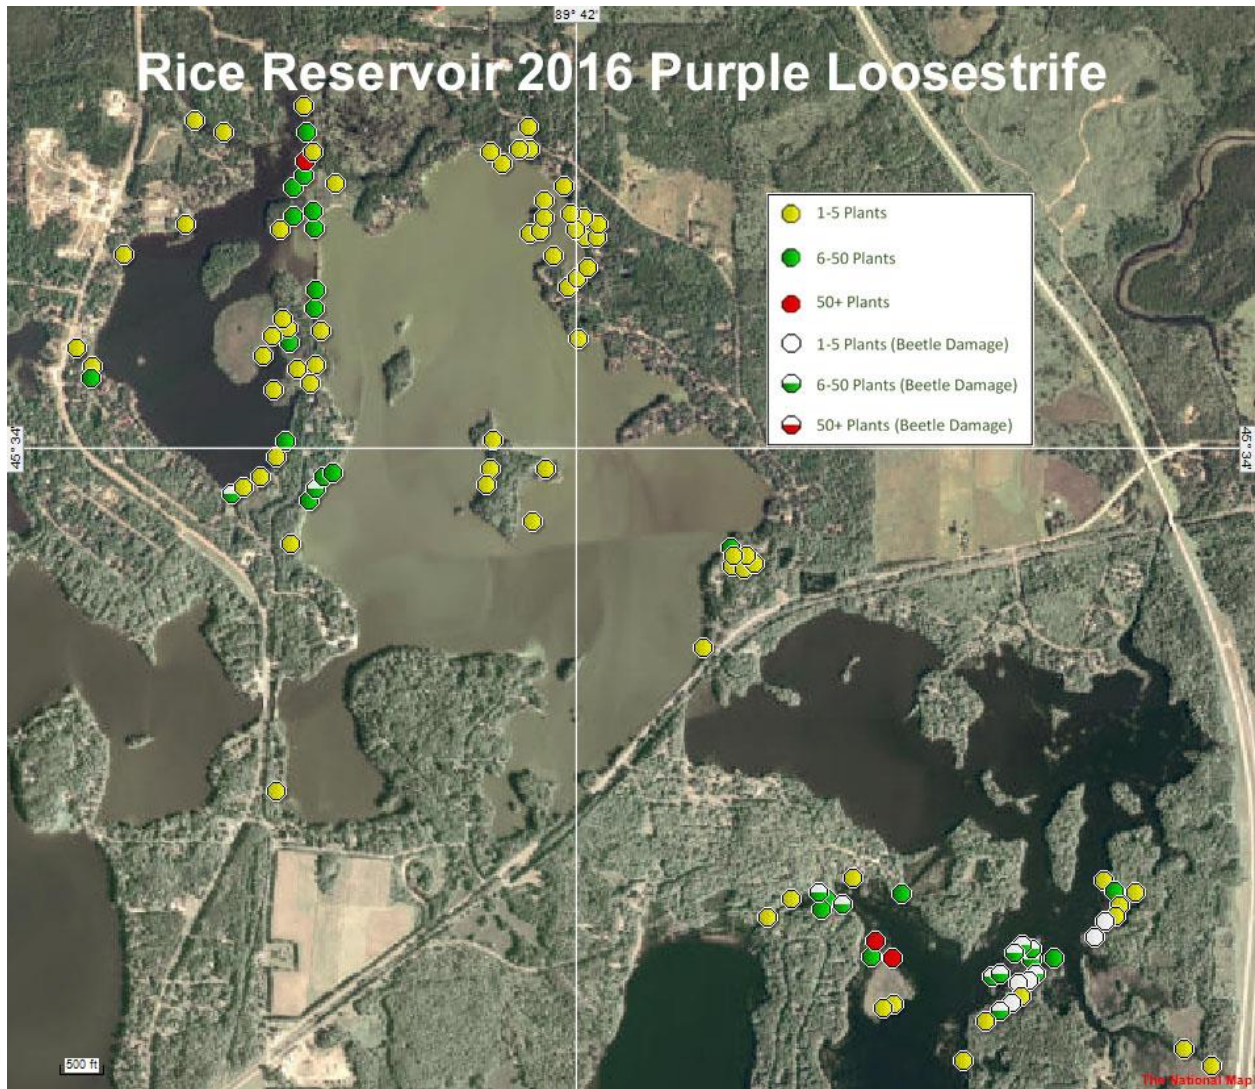 89 42'
Rice Reservoir 2016 Purple Loosestrife
1-5 Plants
6-50 Plants
50+ Plants
1-5 Plants (Beetle Damage)
6-50 Plants (Beetle Damage)
50+ Plants (Beetle Damage)
45 34'
45 34'
500 ft
The National Map